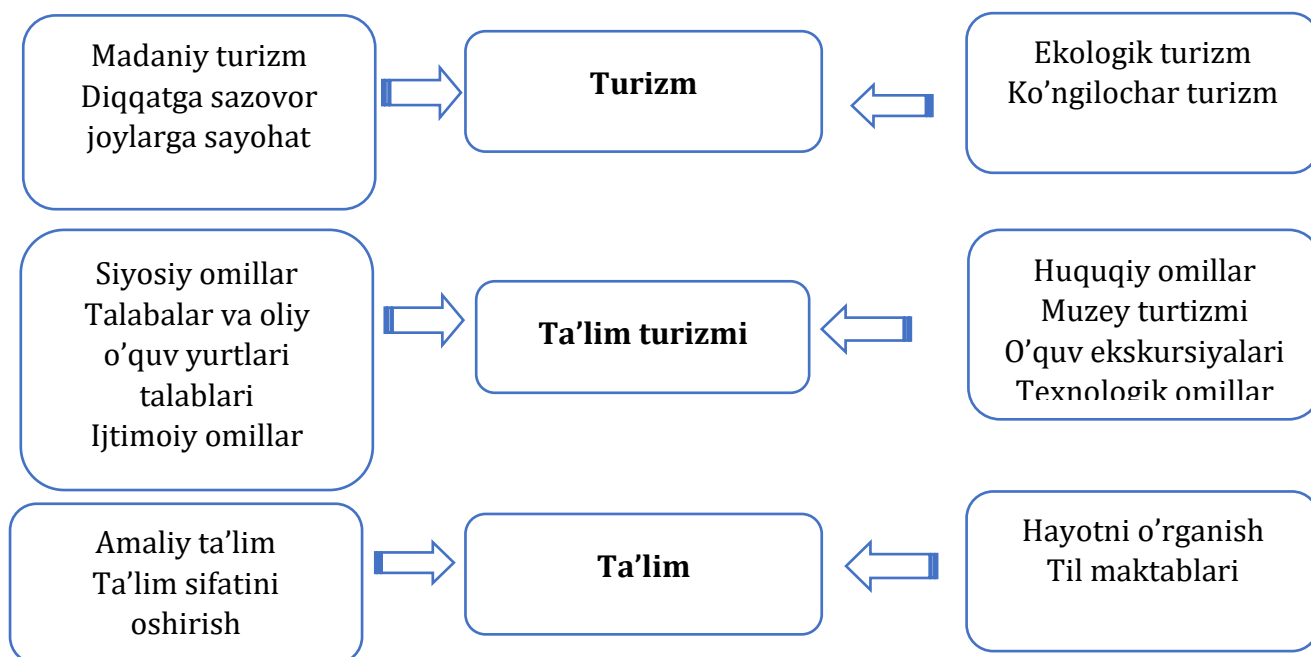 Madaniy turizm
Diqqatga sazovor
joylarga sayohat
Turizm
Ekologik turizm
Ko’ngilochar turizm
Siyosiy omillar
Talabalar va oliy
o’quv yurtlari
talablari
Ijtimoiy omillar
Ta’lim turizmi
Huquqiy omillar
Muzey turtizmi
O’quv ekskursiyalari
Texnologik omillar
Amaliy ta’lim
Ta’lim sifatini
oshirish
Ta’lim
Hayotni o’rganish
Til maktablari